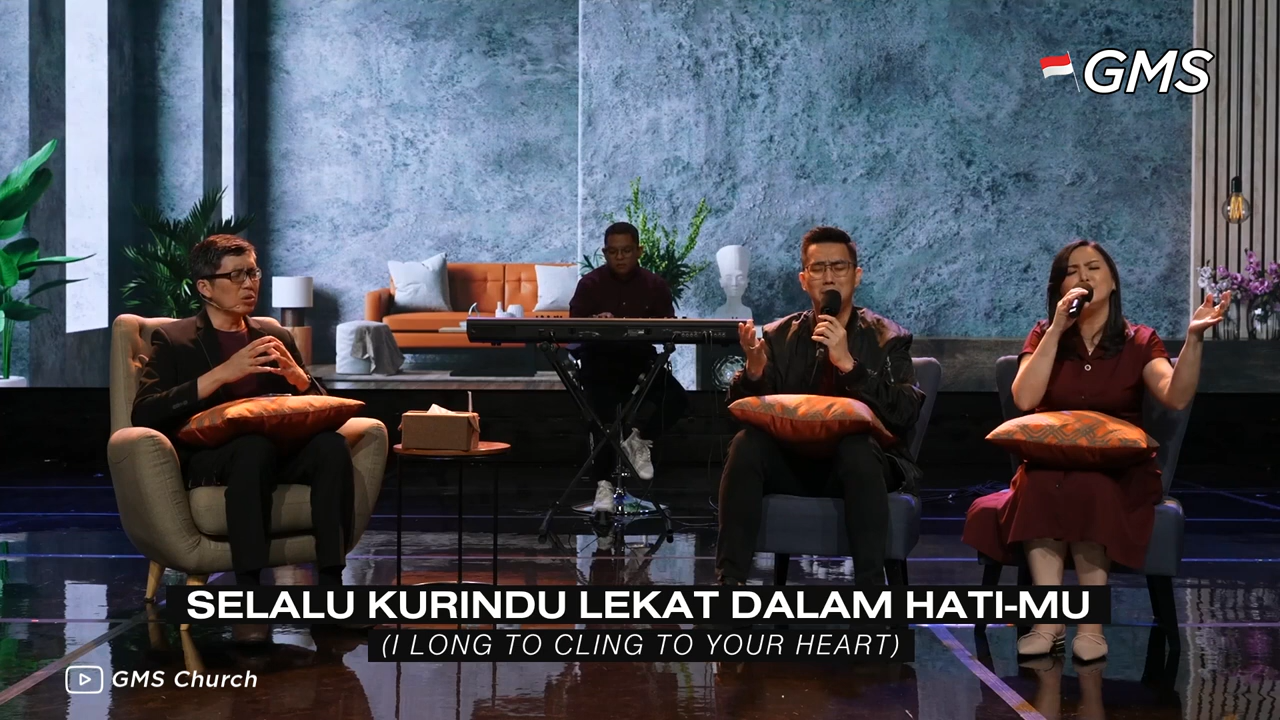 GMS
SELALU KURINDU LEKAT DALAM HATI-MU
(I LONG TO CLING TO YOUR HEART)
GMS Church